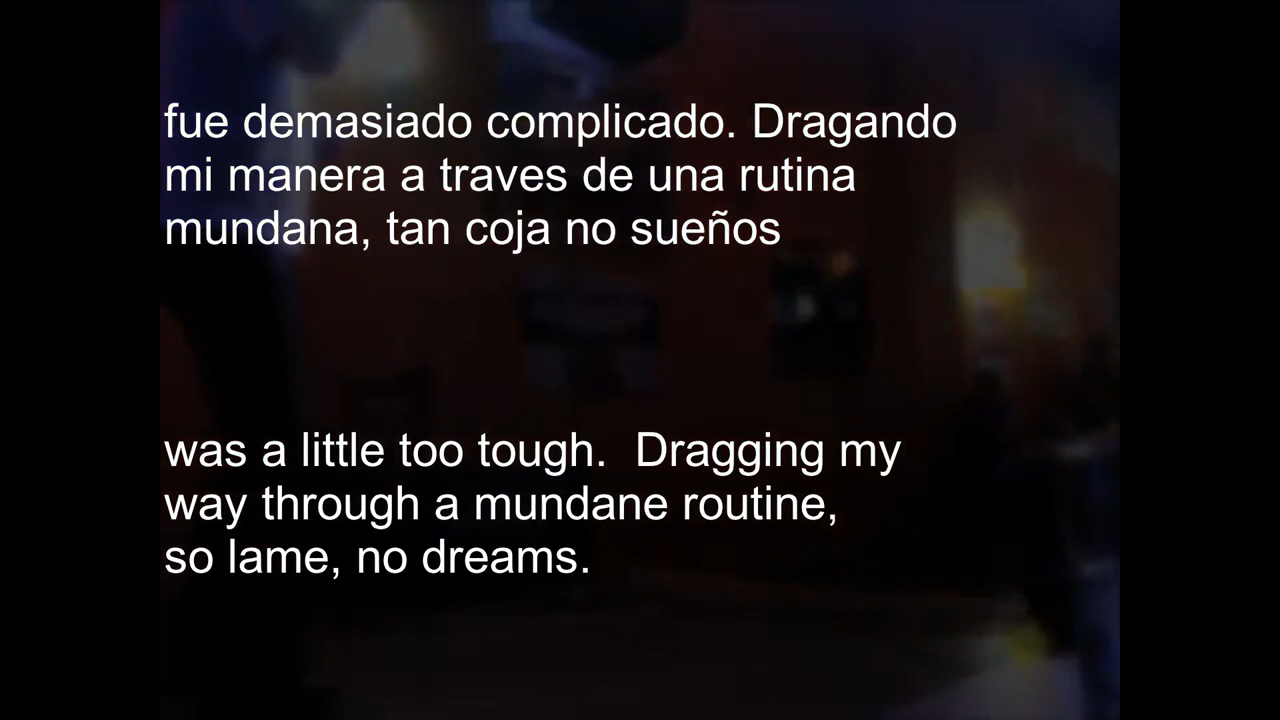 fue demasiado complicado. Dragando
mi manera a traves de una rutina
mundana, tan coja no sueños
was a little too tough.  Dragging my
way through a mundane routine,
so lame, no dreams.